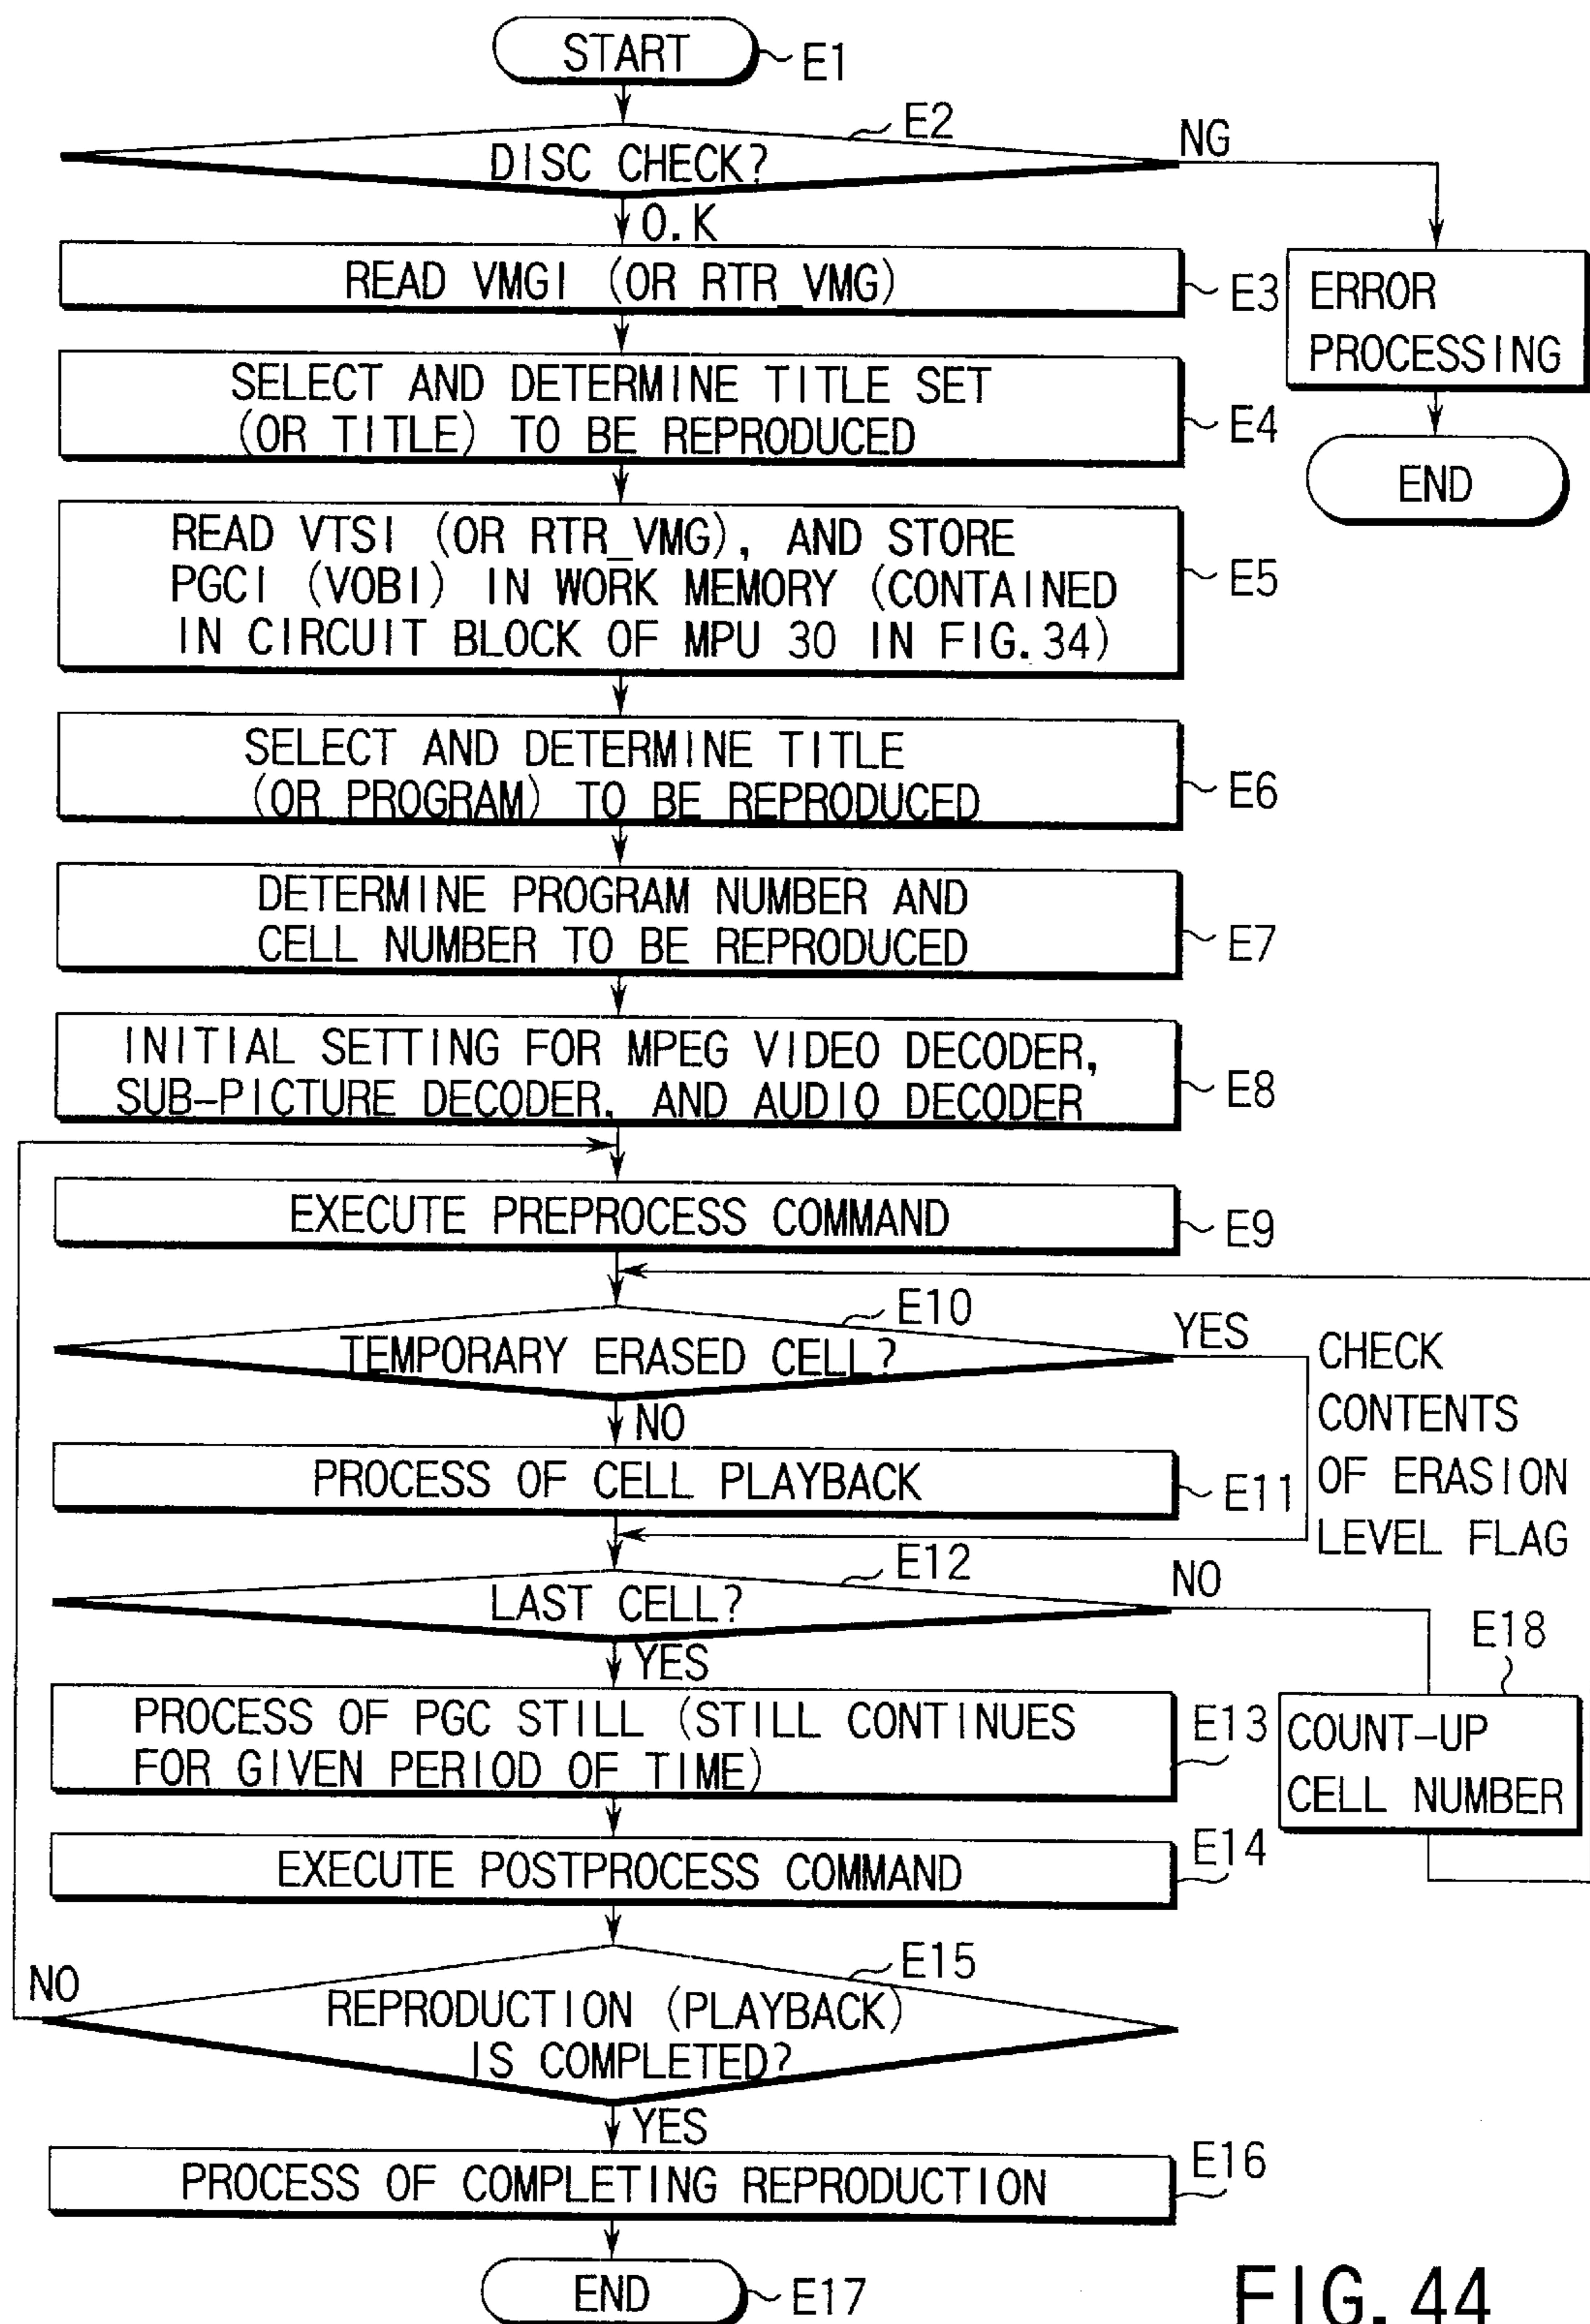 START
E1
E2
DISC CHECK?
NG
O.K
READ VMGI (OR RTR_VMG)
E3
ERROR
PROCESSING
END
SELECT AND DETERMINE TITLE SET
(OR TITLE) TO BE REPRODUCED
E4
READ VTSI (OR RTR_VMG), AND STORE
PGCI (VOBI) IN WORK MEMORY (CONTAINED
IN CIRCUIT BLOCK OF MPU 30 IN FIG.34)
E5
SELECT AND DETERMINE TITLE
(OR PROGRAM) TO BE REPRODUCED
E6
DETERMINE PROGRAM NUMBER AND
CELL NUMBER TO BE REPRODUCED
E7
INITIAL SETTING FOR MPEG VIDEO DECODER,
SUB-PICTURE DECODER, AND AUDIO DECODER
E8
EXECUTE PREPROCESS COMMAND
E9
E10
TEMPORARY ERASED CELL?
YES
CHECK
CONTENTS
OF ERASION
LEVEL FLAG
NO
PROCESS OF CELL PLAYBACK
E11
E12
LAST CELL?
NO
E18
COUNT-UP
CELL NUMBER
YES
PROCESS OF PGC STILL (STILL CONTINUES
FOR GIVEN PERIOD OF TIME)
E13
EXECUTE POSTPROCESS COMMAND
E14
E15
NO
REPRODUCTION (PLAYBACK)
IS COMPLETED?
YES
PROCESS OF COMPLETING REPRODUCTION
E16
END
E17
FIG. 44